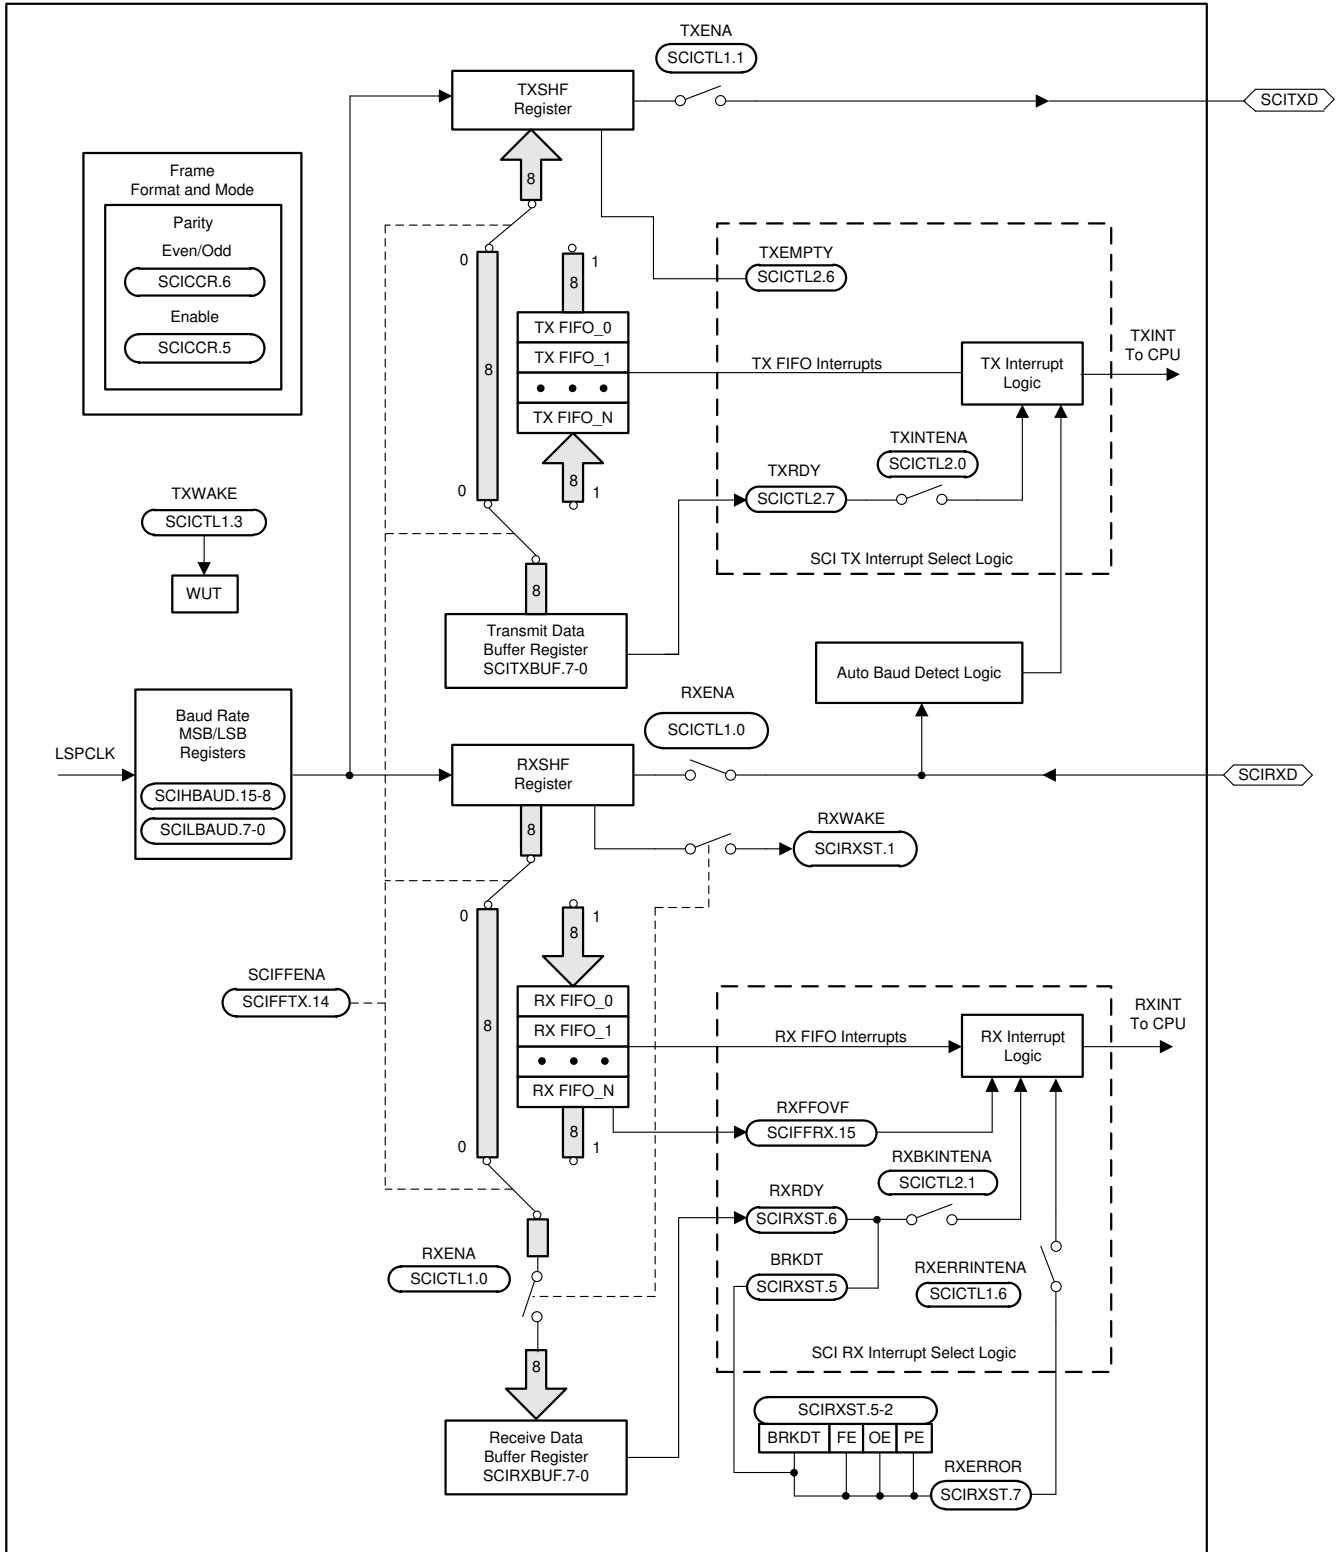 TXENA
SCICTL1.1
TXSHF
Register
SCITXD
Frame
Format and Mode
Parity
Even/Odd
SCICCR.6
Enable
SCICCR.5
8
0
1
8
TXEMPTY
SCICTL2.6
TX FIFO_0
TX FIFO_1
TX FIFO_N
8
TX FIFO Interrupts
TX Interrupt
Logic
TXINT
To CPU
TXINTENA
SCICTL2.0
TXRDY
SCICTL2.7
0
8
1
SCI TX Interrupt Select Logic
TXWAKE
SCICTL1.3
WUT
8
Transmit Data
Buffer Register
SCITXBUF.7-0
Auto Baud Detect Logic
RXENA
SCICTL1.0
LSPCLK
Baud Rate
MSB/LSB
Registers
SCIHBAUD.15-8
SCILBAUD.7-0
RXSHF
Register
SCIRXD
8
RXWAKE
SCIRXST.1
0
1
8
SCIFFENA
SCIFFTX.14
RX FIFO_0
RX FIFO_1
RX FIFO_N
8
RX FIFO Interrupts
RX Interrupt
Logic
RXINT
To CPU
RXFFOVF
SCIFFRX.15
0
8
1
RXBKINTENA
SCICTL2.1
RXRDY
SCIRXST.6
BRKDT
SCIRXST.5
RXERRINTENA
SCICTL1.6
RXENA
SCICTL1.0
SCI RX Interrupt Select Logic
8
SCIRXST.5-2
BRKDT FE OE PE
Receive Data
Buffer Register
SCIRXBUF.7-0
RXERROR
SCIRXST.7